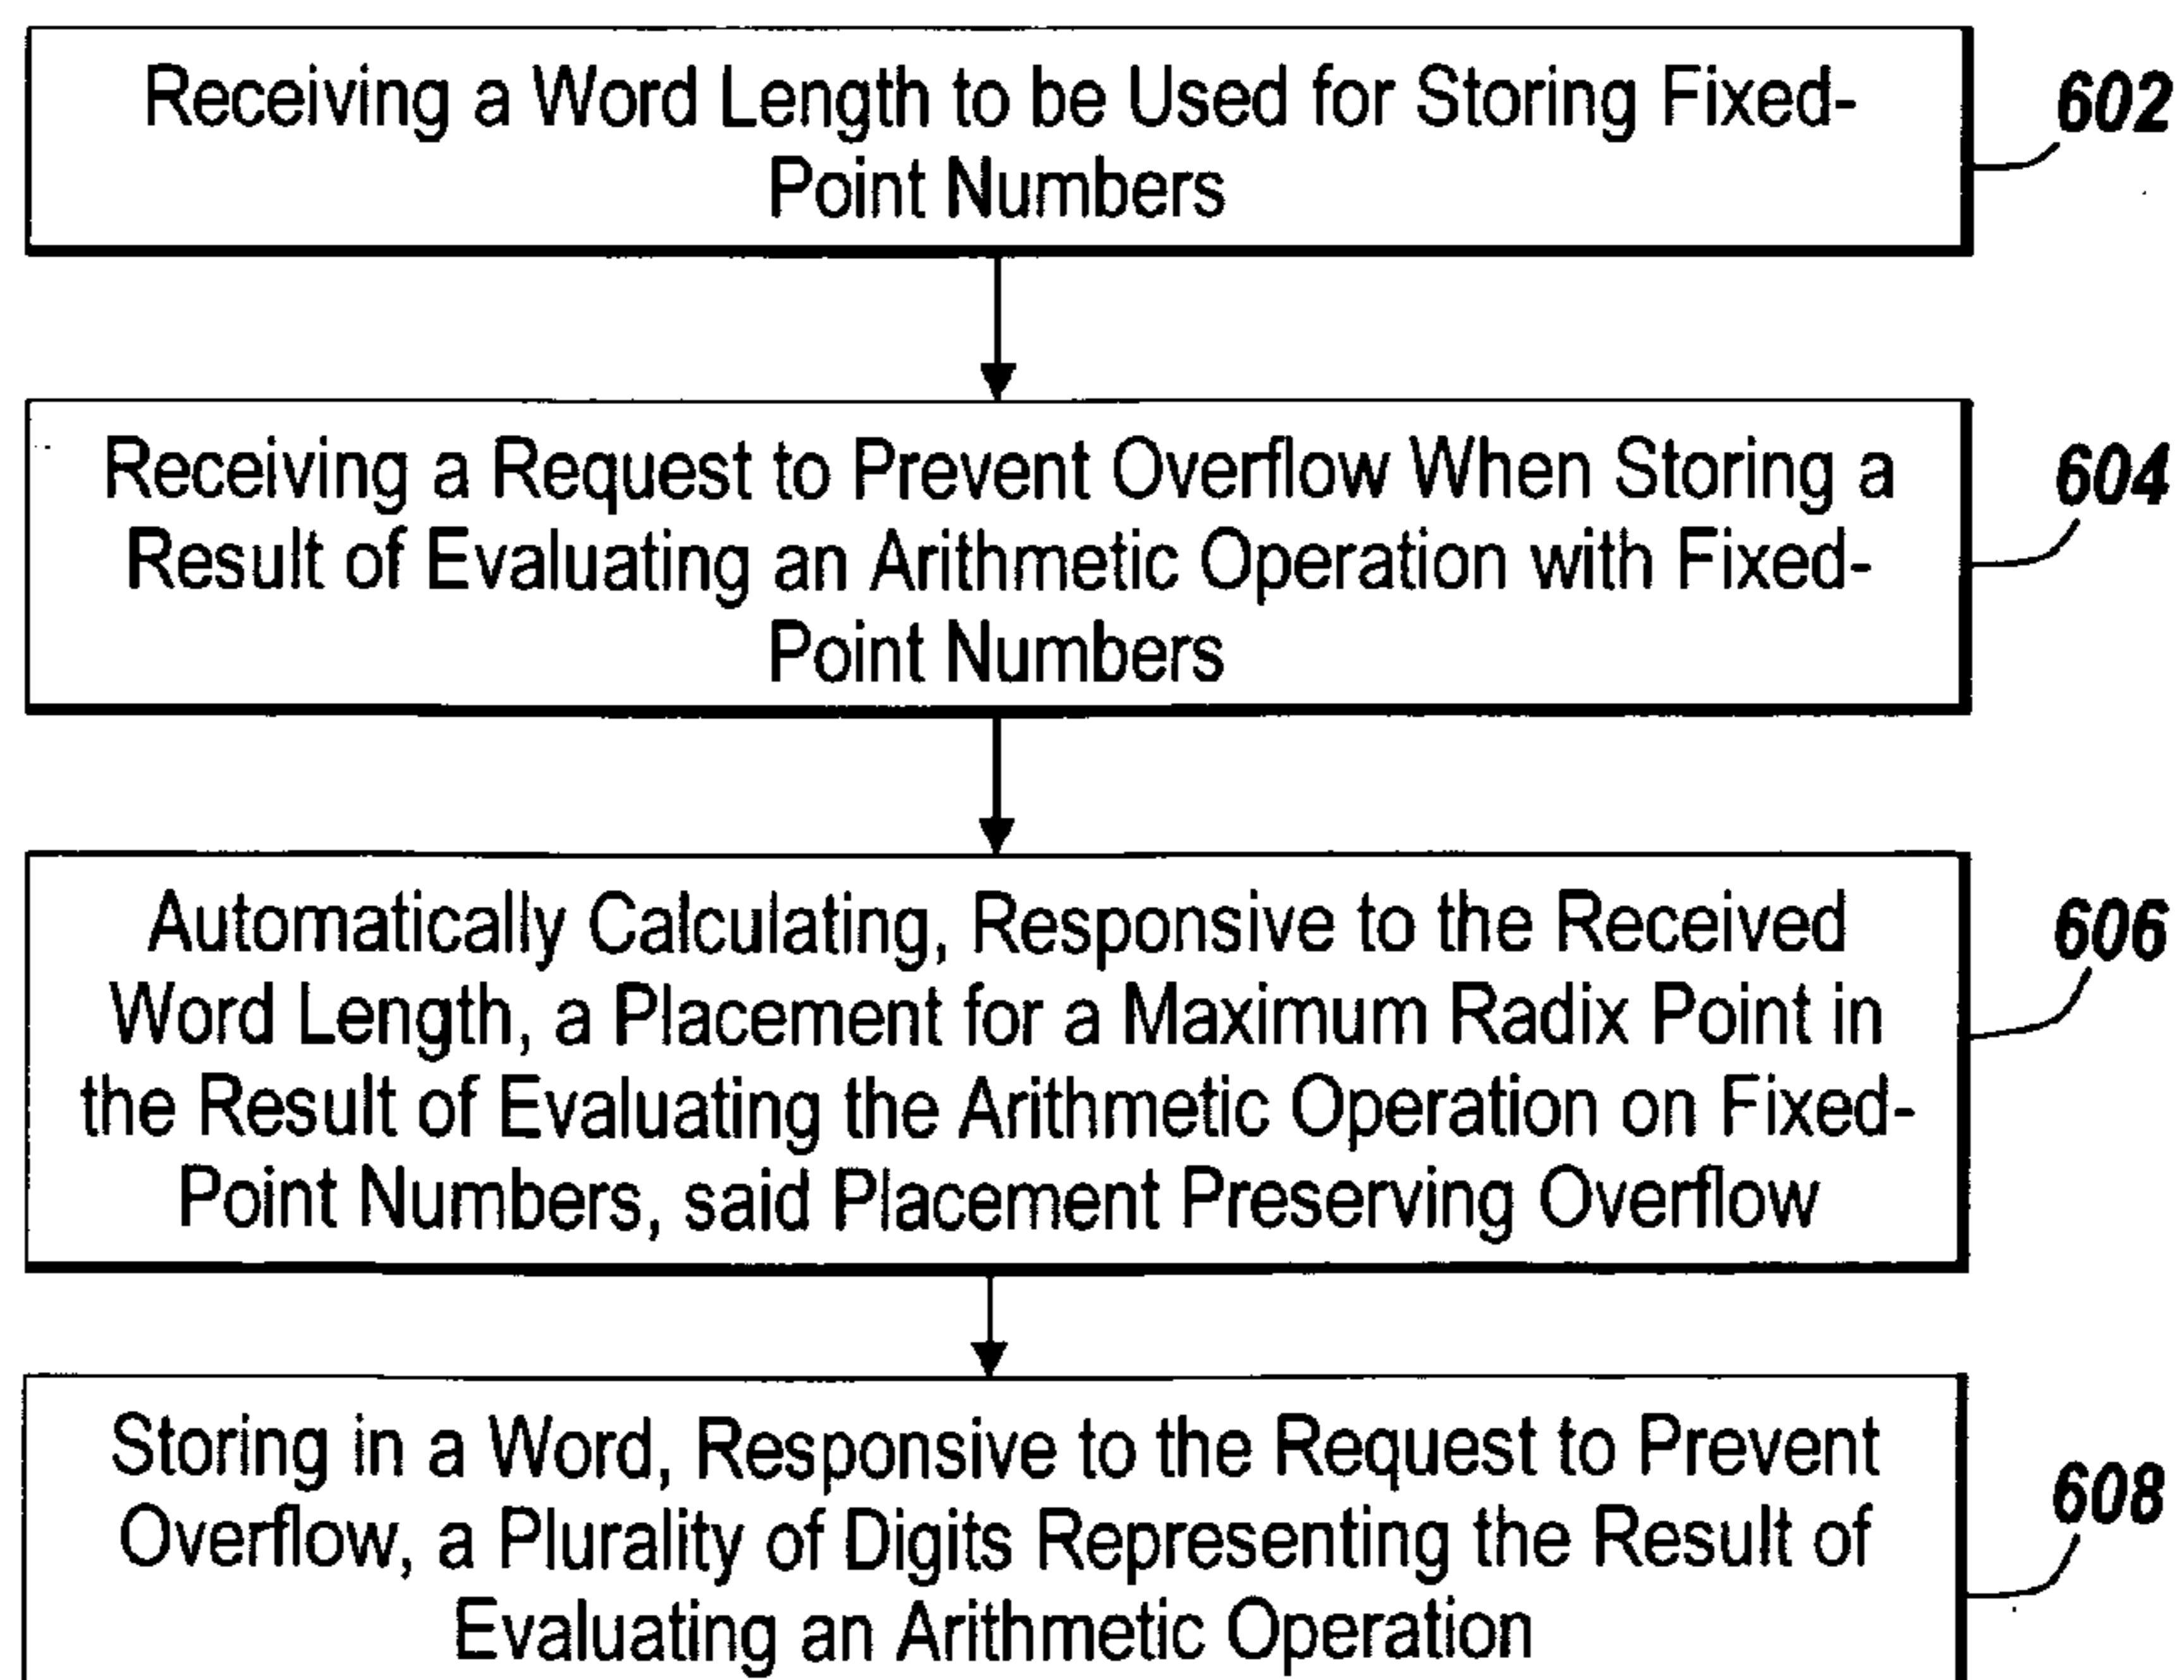 Receiving a Word Length to be Used for Storing Fixed-
Point Numbers
602
Receiving a Request to Prevent Overflow When Storing a
Result of Evaluating an Arithmetic Operation with Fixed-
Point Numbers
604
Automatically Calculating, Responsive to the Received
Word Length, a Placement for a Maximum Radix Point in
the Result of Evaluating the Arithmetic Operation on Fixed-
Point Numbers, said Placement Preserving Overflow
606
Storing in a Word, Responsive to the Request to Prevent
Overflow, a Plurality of Digits Representing the Result of
Evaluating an Arithmetic Operation
608